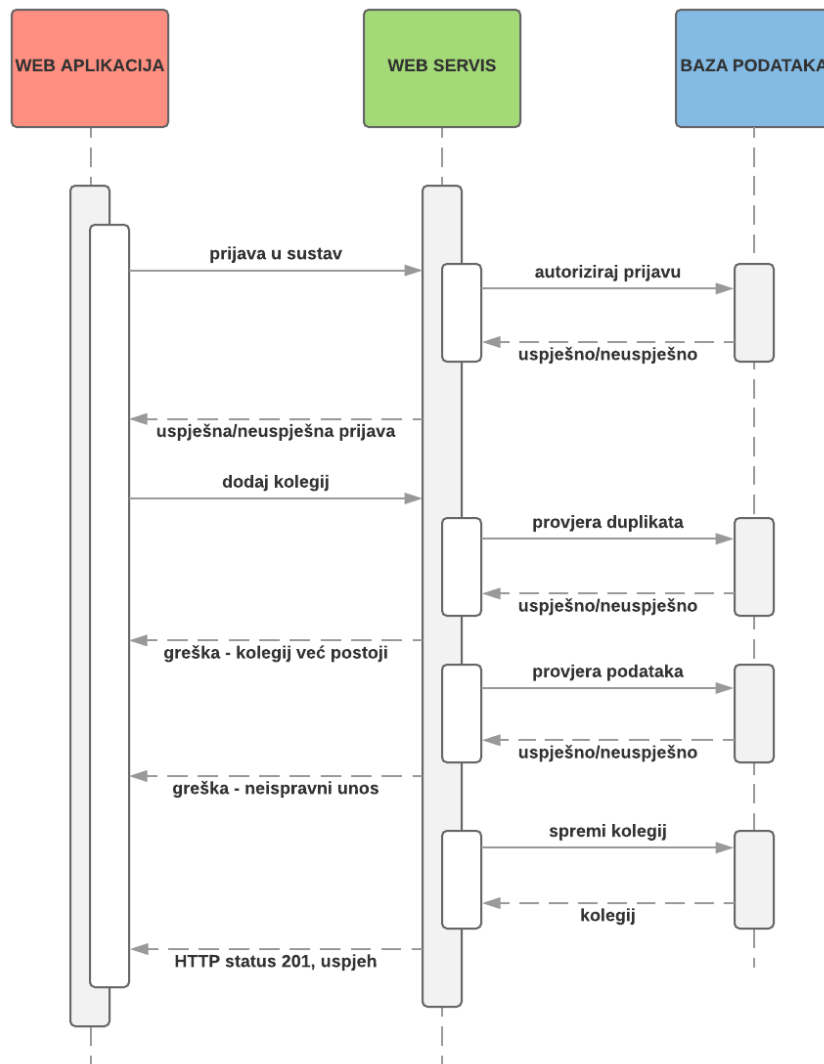 WEB APLIKACIJA
WEB SERVIS
BAZA PODATAKA
prijava u sustav
autoriziraj prijavu
uspješno/neuspješno
uspješna/neuspješna prijava
dodaj kolegij
provjera duplikata
uspješno/neuspješno
greška - kolegij već postoji
provjera podataka
uspješno/neuspješno
greška - neispravni unos
spremi kolegij
kolegij
HTTP status 201, uspjeh